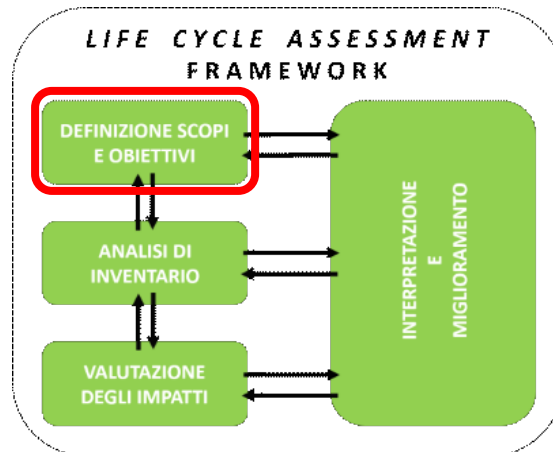 LIFE CYCLE ASSESSMENT
FRAMEWORK
DEFINIZIONE SCOPI
E OBIETTIVI
ANALISI DI
INVENTARIO
VALUTAZIONE
DEGLI IMPATTI
INTERPRETAZIONE
E
MIGLIORAMENTO